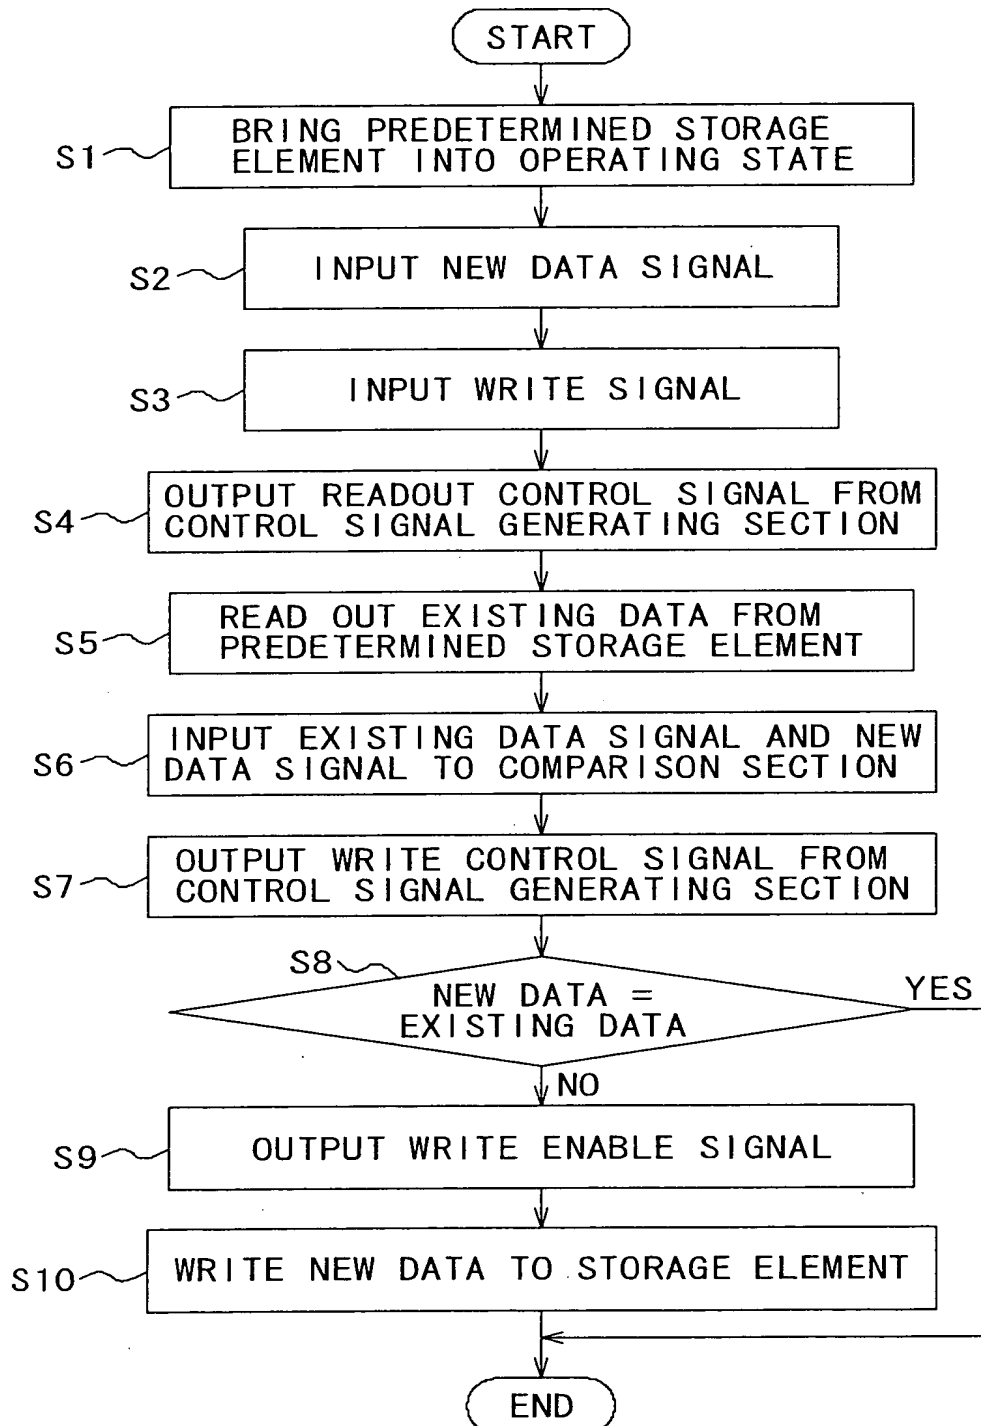 START
S1
BRING PREDETERMINED STORAGE
ELEMENT INTO OPERATING STATE
S2
INPUT NEW DATA SIGNAL
S3
INPUT WRITE SIGNAL
S4
OUTPUT READOUT CONTROL SIGNAL FROM
CONTROL SIGNAL GENERATING SECTION
S5
READ OUT EXISTING DATA FROM
PREDETERMINED STORAGE ELEMENT
S6
INPUT EXISTING DATA SIGNAL AND NEW
DATA SIGNAL TO COMPARISON SECTION
S7
OUTPUT WRITE CONTROL SIGNAL FROM
CONTROL SIGNAL GENERATING SECTION
S8
NEW DATA =
EXISTING DATA
YES
NO
S9
OUTPUT WRITE ENABLE SIGNAL
S10
WRITE NEW DATA TO STORAGE ELEMENT
END